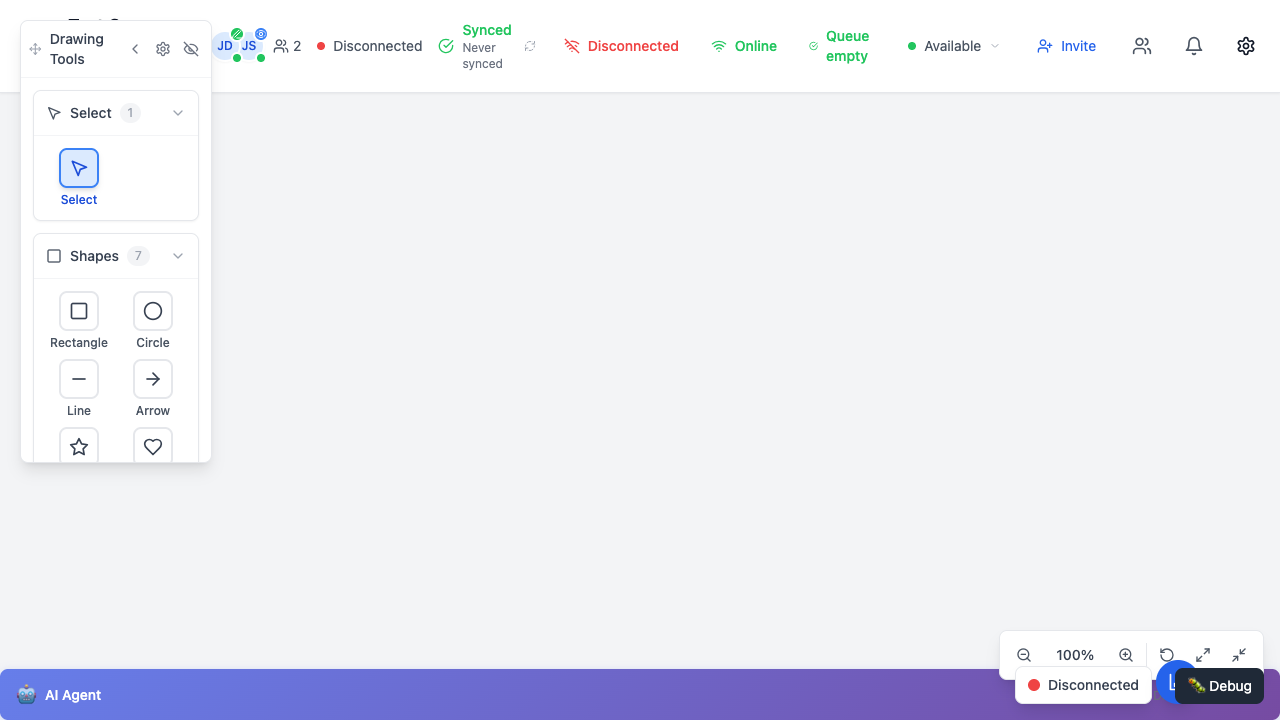 Drawing
Tools
JD JS 2 Disconnected
Synced
Never
synced
Disconnected
Online
Queue
empty
Available
Invite
Select 1
Select
Shapes 7
Rectangle Circle
Line Arrow
100%
AI Agent
Disconnected
Debug